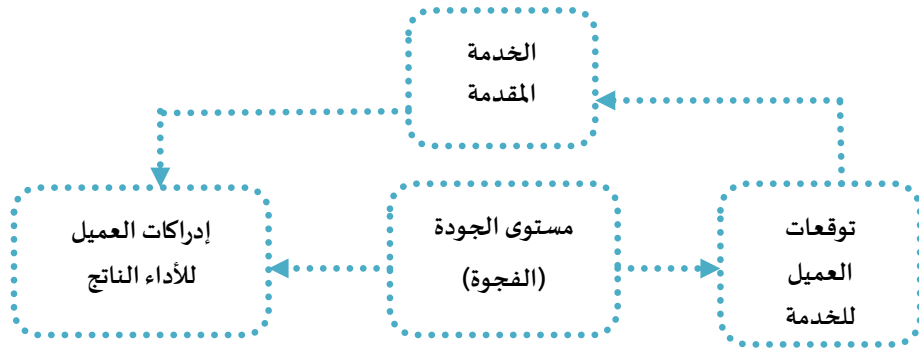 الخدمة
المقدمة
توقعات
العميل
للخدمة
مستوى الجودة
(الفجوة)
إدراكات العميل
للأداء الناتج